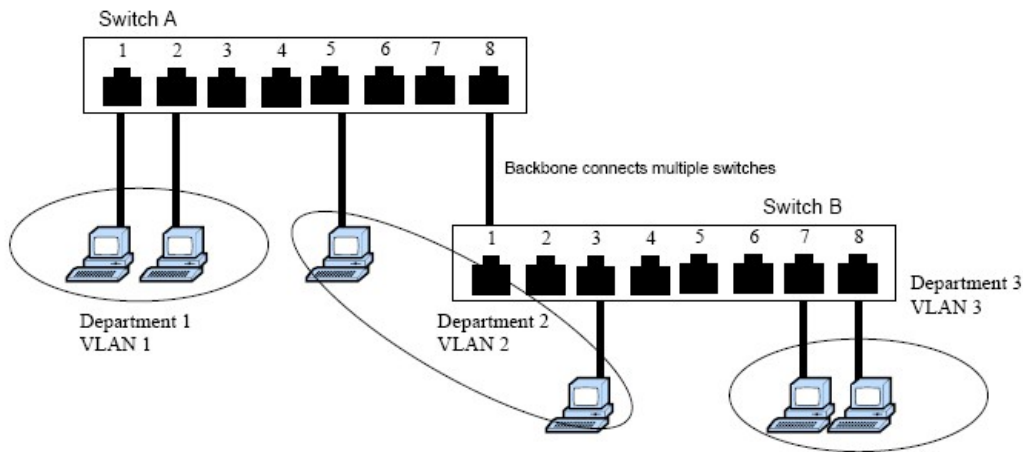 Switch A
1 2 3 4 5 6 7 8
Backbone connects multiple switches
Switch B
1 2 3 4 5 6 7 8
Department 1
VLAN 1
Department 2
VLAN 2
Department 3
VLAN 3